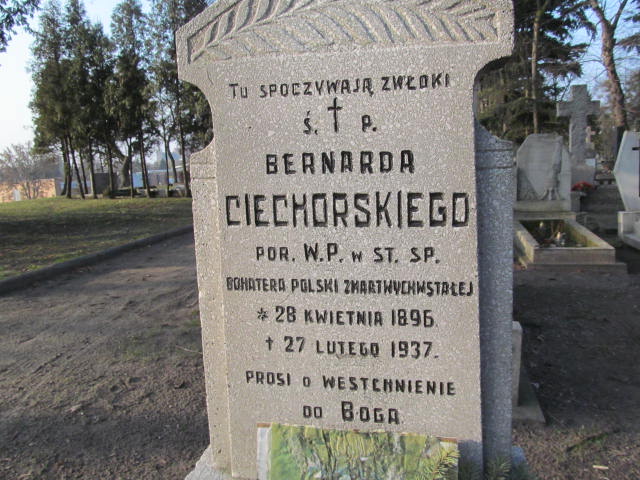 Tu spoczywają zwłoki
Ś. † P.
BERNARDA
CIECHORSKIEGO
POR. W.P. w ST. SP.
BOHATERA POLSKI ZMARTWYCHWSTAŁEJ
* 28 KWIETNIA 1896
† 27 LUTEGO 1937.
PROSI O WESTCHNIENIE
DO BOGA